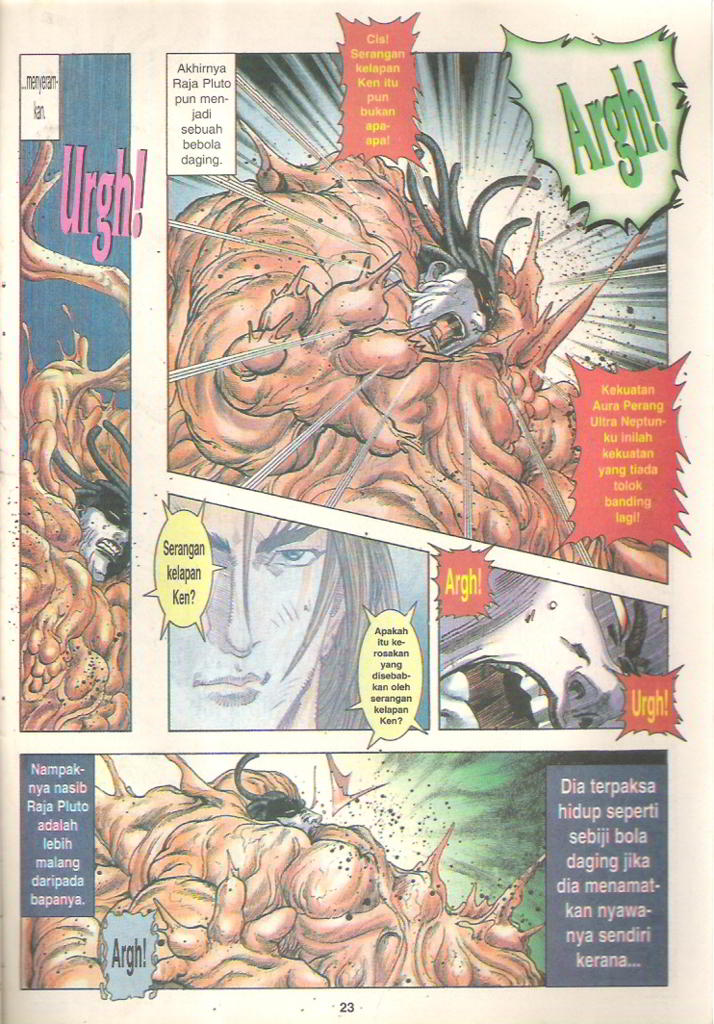 ...menyeram-
kan.
Urgh!
Akhirnya
Raja Pluto
pun men-
jadi
sebuah
bebola
daging.
Cis!
Serangan
kelapan
Ken itu
pun
bukan
apa-
apa!
Argh!
Kekuatan
Aura Perang
Ultra Neptun-
ku inilah
kekuatan
yang tiada
tolok
banding
lagi!
Serangan
kelapan
Ken?
Apakah
itu ke-
rosakan
yang
disebab-
kan oleh
serangan
kelapan
Ken?
Argh!
Urgh!
Nampak-
nya nasib
Raja Pluto
adalah
lebih
malang
daripada
bapanya.
Argh!
Dia terpaksa
hidup seperti
sebiji bola
daging jika
dia menamat-
kan nyawa-
nya sendiri
kerana...
23